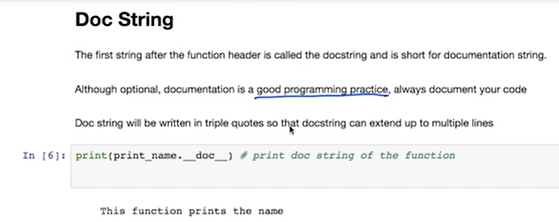 Doc String
The first string after the function header is called the docstring and is short for documentation string.
Although optional, documentation is a good programming practice, always document your code
Doc string will be written in triple quotes so that docstring can extend up to multiple lines
In [6]: print(print_name.__doc__) # print doc string of the function
This function prints the name